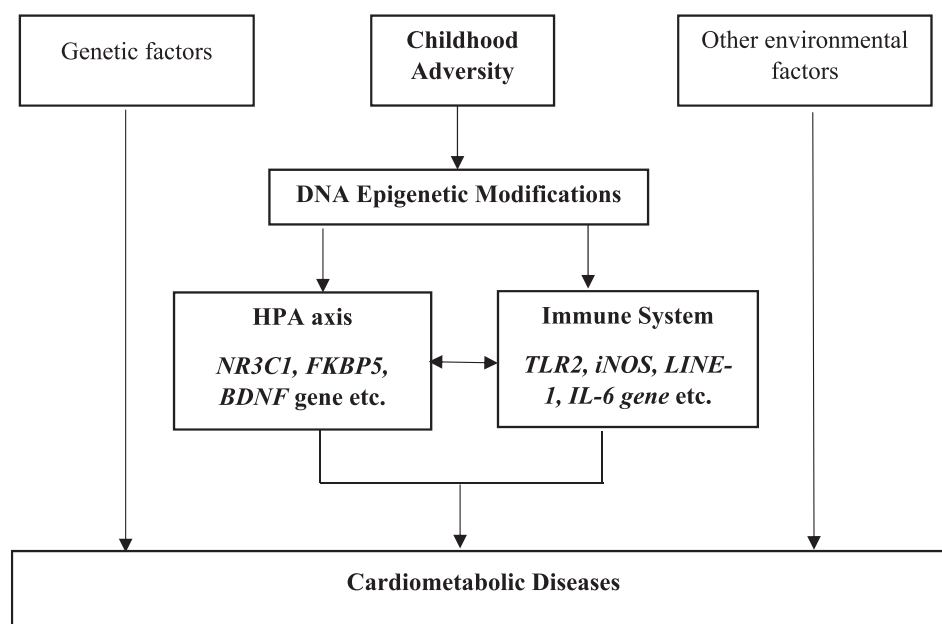 Genetic factors
Childhood
Adversity
Other environmental
factors
DNA Epigenetic Modifications
HPA axis
NR3C1, FKBP5,
BDNF gene etc.
Immune System
TLR2, iNOS, LINE-
1, IL-6 gene etc.
Cardiometabolic Diseases